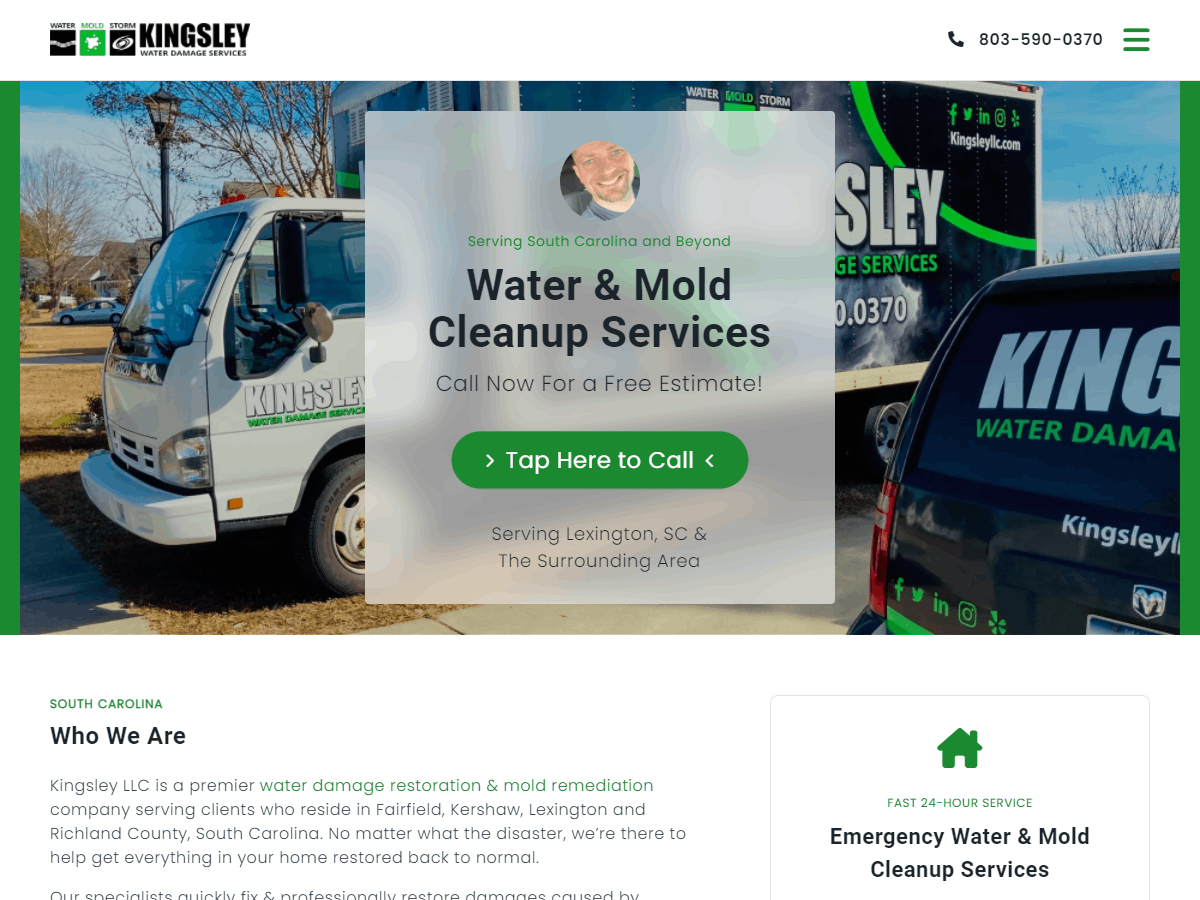 WATER MOLD STORM
KINGSLEY
WATER DAMAGE SERVICES
803-590-0370
WATER MOLD STORM
Kingsleyllc.com
SLEY
GE SERVICES
0.0370
KINGSLEY
WATER DAMAGE SERVICE
KING
WATER DAMA
Kingsleyll
Serving South Carolina and Beyond
Water & Mold
Cleanup Services
Call Now For a Free Estimate!
Tap Here to Call
Serving Lexington, SC &
The Surrounding Area
SOUTH CAROLINA
Who We Are
Kingsley LLC is a premier water damage restoration & mold remediation
company serving clients who reside in Fairfield, Kershaw, Lexington and
Richland County, South Carolina. No matter what the disaster, we’re there to
help get everything in your home restored back to normal.
Our specialists quickly fix & professionally restore damages caused by
FAST 24-HOUR SERVICE
Emergency Water & Mold
Cleanup Services